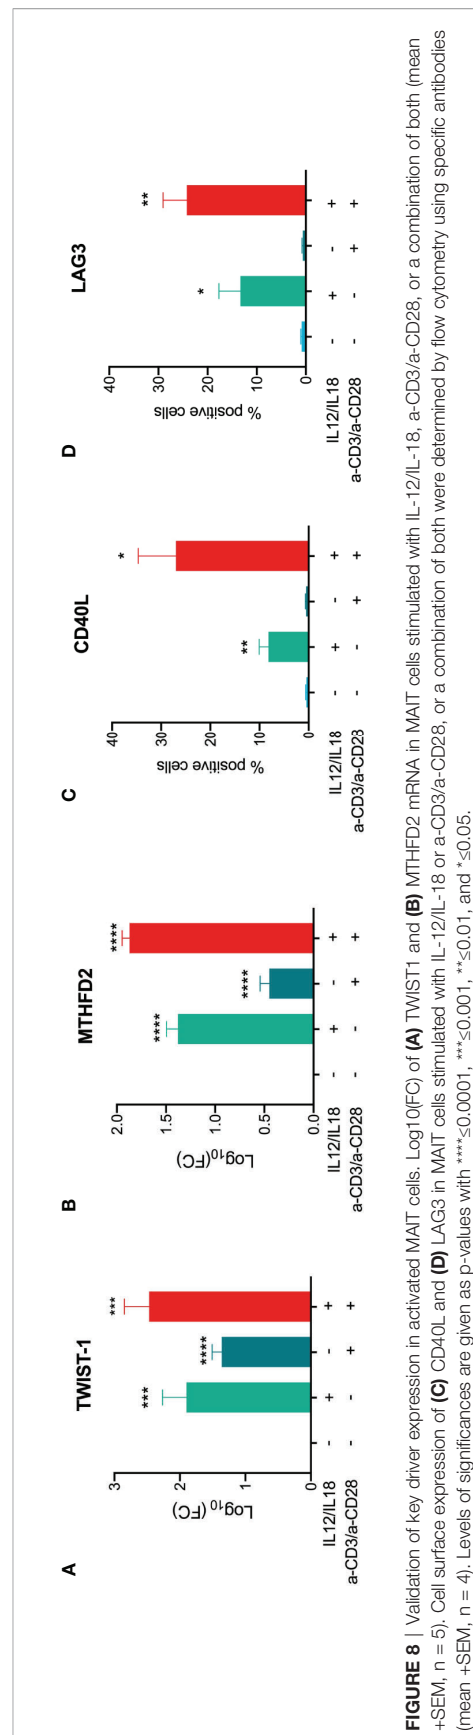 A
TWIST-1
***
****
***
3
2
1
0
Log10(FC)
IL12/IL18 - + - +
a-CD3/a-CD28 - - + +
B
MTHFD2
****
****
****
2.0
1.5
1.0
0.5
0.0
Log10(FC)
IL12/IL18 - + - +
a-CD3/a-CD28 - - + +
C
CD40L
**
*
40
30
20
10
0
% positive cells
IL12/IL18 - + - +
a-CD3/a-CD28 - - + +
D
LAG3
*
**
40
30
20
10
0
% positive cells
IL12/IL18 - + - +
a-CD3/a-CD28 - - + +
FIGURE 8 | Validation of key driver expression in activated MAIT cells. Log10(FC) of (A) TWIST1 and (B) MTHFD2 mRNA in MAIT cells stimulated with IL-12/IL-18, a-CD3/a-CD28, or a combination of both (mean
+SEM, n = 5). Cell surface expression of (C) CD40L and (D) LAG3 in MAIT cells stimulated with IL-12/IL-18 or a-CD3/a-CD28, or a combination of both were determined by flow cytometry using specific antibodies
(mean +SEM, n = 4). Levels of significances are given as p-values with ****≤0.0001, ***≤0.001, **≤0.01, and *≤0.05.